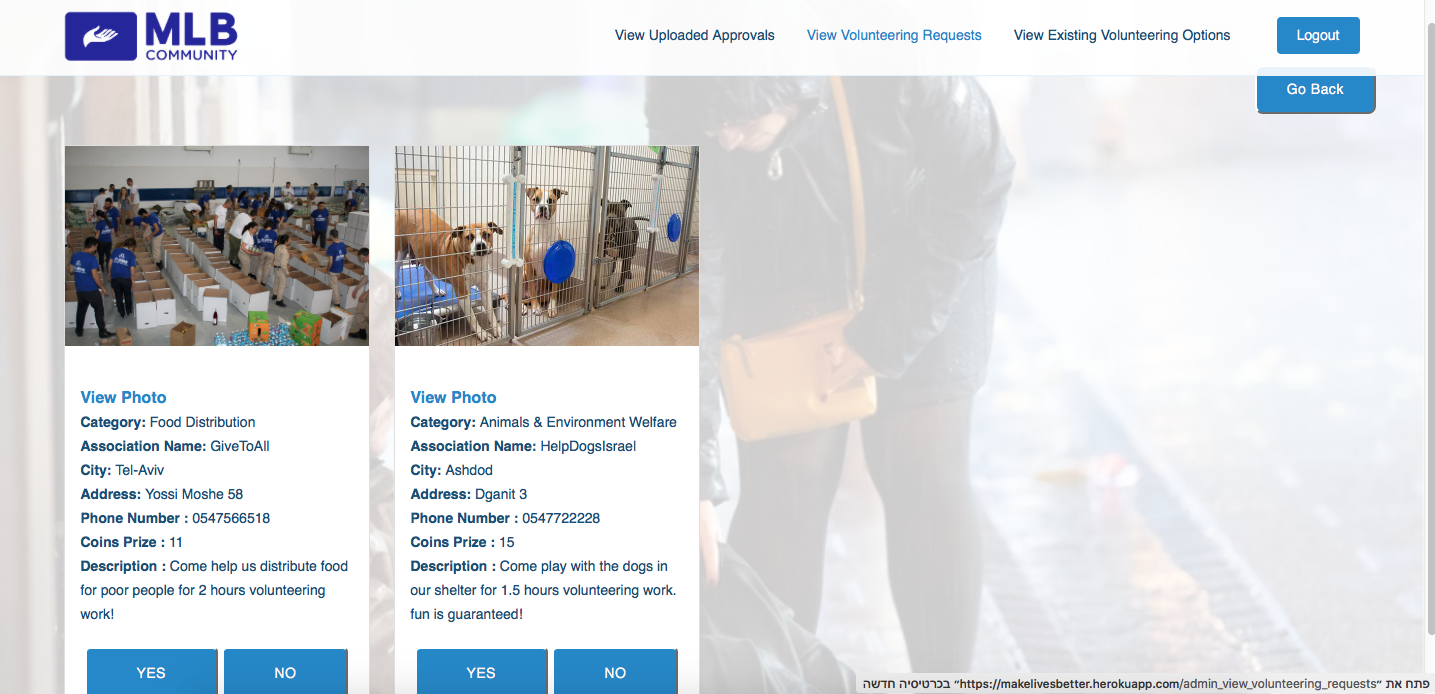 MLB
COMMUNITY
View Uploaded Approvals
View Volunteering Requests
View Existing Volunteering Options
Logout
Go Back
View Photo
Category: Food Distribution
Association Name: GiveToAll
City: Tel-Aviv
Address: Yossi Moshe 58
Phone Number : 0547566518
Coins Prize : 11
Description : Come help us distribute food
for poor people for 2 hours volunteering
work!
YES
NO
View Photo
Category: Animals & Environment Welfare
Association Name: HelpDogsIsrael
City: Ashdod
Address: Dganit 3
Phone Number : 0547722228
Coins Prize : 15
Description : Come play with the dogs in
our shelter for 1.5 hours volunteering work.
fun is guaranteed!
YES
NO
פתח את "https://makelivesbetter.herokuapp.com/admin_view_volunteering_requests" בכרטיסיה חדשה